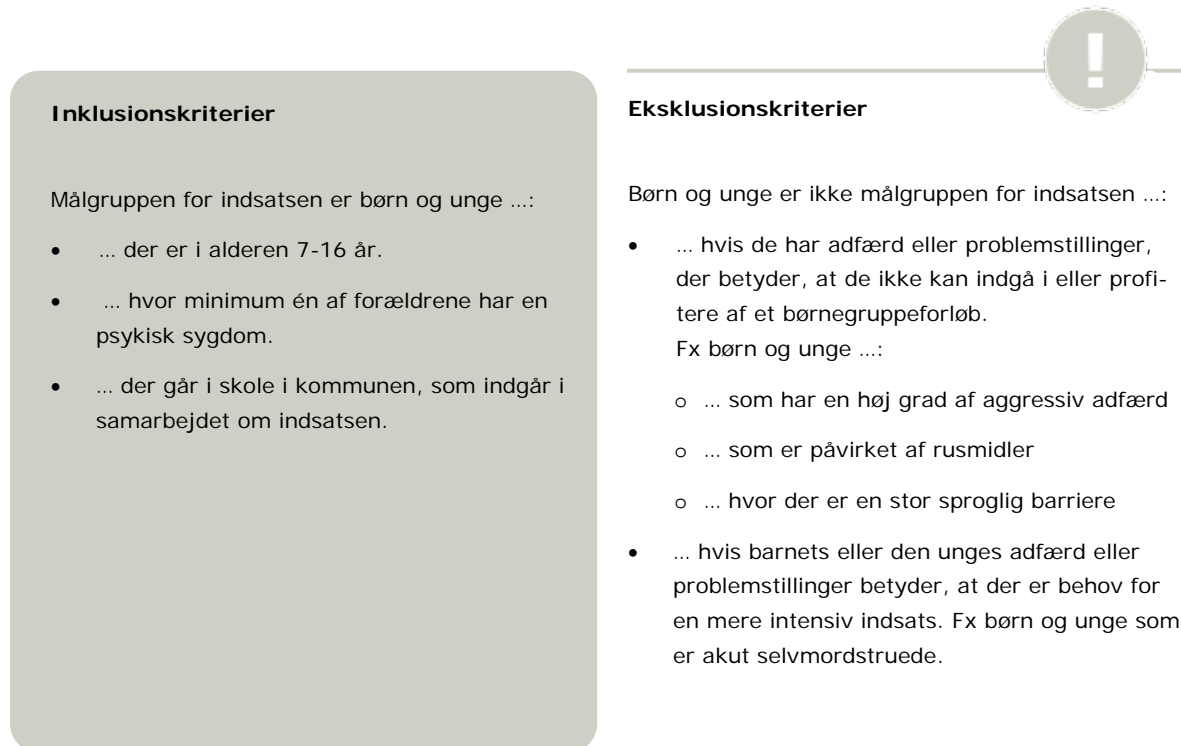 Inklusionskriterier
Målgruppen for indsatsen er børn og unge ...:
• ... der er i alderen 7-16 år.
• ... hvor minimum én af forældrene har en
psykisk sygdom.
• ... der går i skole i kommunen, som indgår i
samarbejdet om indsatsen.
!
Eksklusionskriterier
Børn og unge er ikke målgruppen for indsatsen ...:
• ... hvis de har adfærd eller problemstillinger,
der betyder, at de ikke kan indgå i eller profi-
tere af et børnegruppeforløb.
Fx børn og unge ...:
o ... som har en høj grad af aggressiv adfærd
o ... som er påvirket af rusmidler
o ... hvor der er en stor sproglig barriere
• ... hvis barnets eller den unges adfærd eller
problemstillinger betyder, at der er behov for
en mere intensiv indsats. Fx børn og unge som
er akut selvmordstruede.